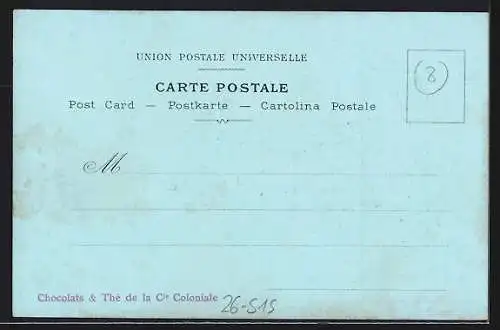 UNION POSTALE UNIVERSELLE
CARTE POSTALE
Post Card — Postkarte — Cartolina Postale
(8)
M
Chocolats & Thé de la Cie Coloniale
26-515